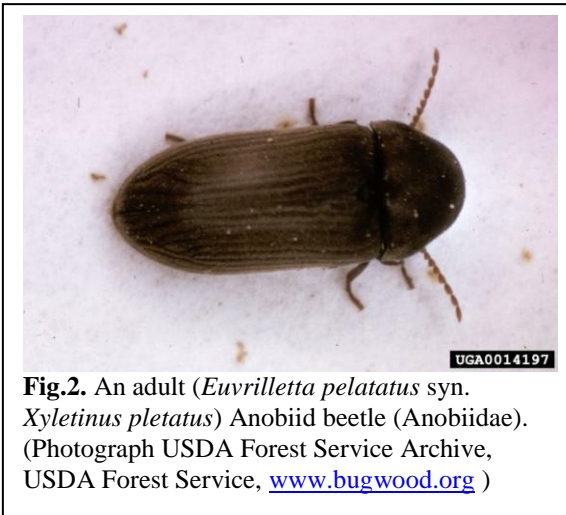 UGA0014197
Fig.2. An adult (Euvrilletta pelatatus syn.
Xyletinus pletatus) Anobiid beetle (Anobiidae).
(Photograph USDA Forest Service Archive,
USDA Forest Service, www.bugwood.org )